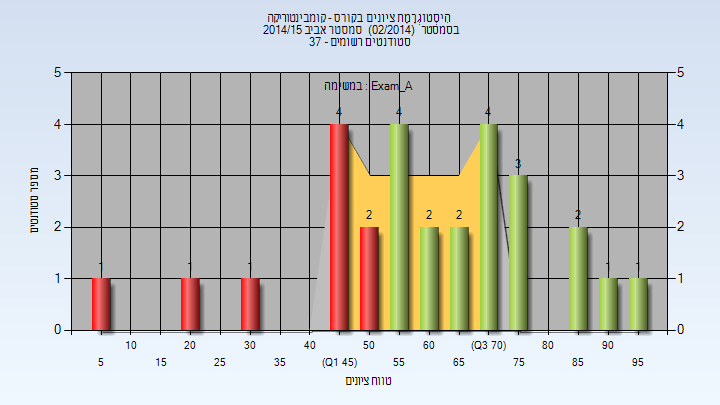 היסטוגרמת ציונים בקורס - קומבינטוריקה
בסמסטר (02/2014) סמסטר אביב 2014/15
סטודנטים רשומים - 37
במשימה : Exam_A
מספר סטודנטים
5 5
4 4
3 3
2 2
1 1
0 0
1 1 1 4 2 4 2 2 4 3 2 1 1
10 20 30 40 50 60 (Q3 70) 80 90
5 15 25 35 (Q1 45) 55 65 75 85 95
טווח ציונים